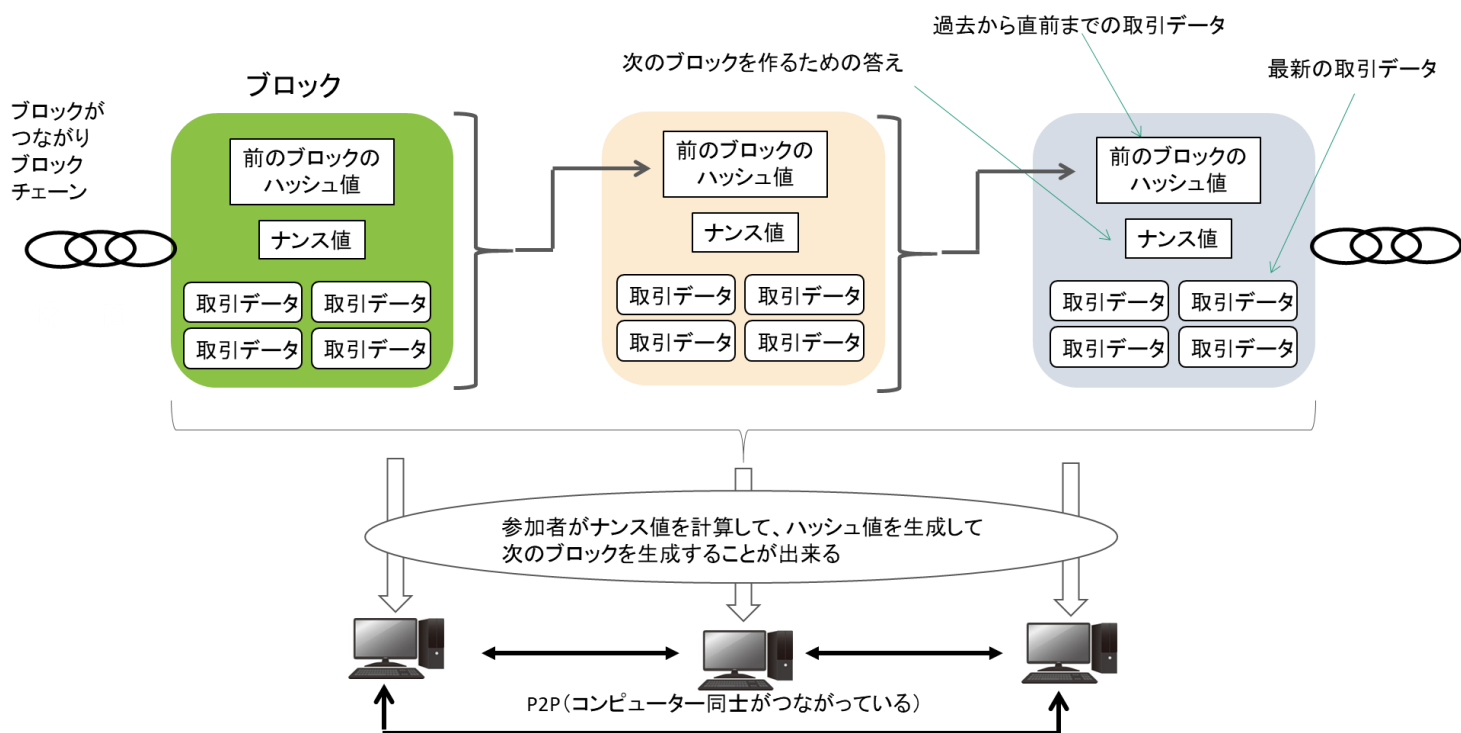 過去から直前までの取引データ
次のブロックを作るための答え
最新の取引データ
ブロック
ブロックが
つながり
ブロック
チェーン
前のブロックの
ハッシュ値
ナンス値
取引データ
取引データ
取引データ
取引データ
前のブロックの
ハッシュ値
ナンス値
取引データ
取引データ
取引データ
取引データ
前のブロックの
ハッシュ値
ナンス値
取引データ
取引データ
取引データ
取引データ
参加者がナンス値を計算して、ハッシュ値を生成して
次のブロックを生成することが出来る
P2P(コンピューター同士がつながっている)